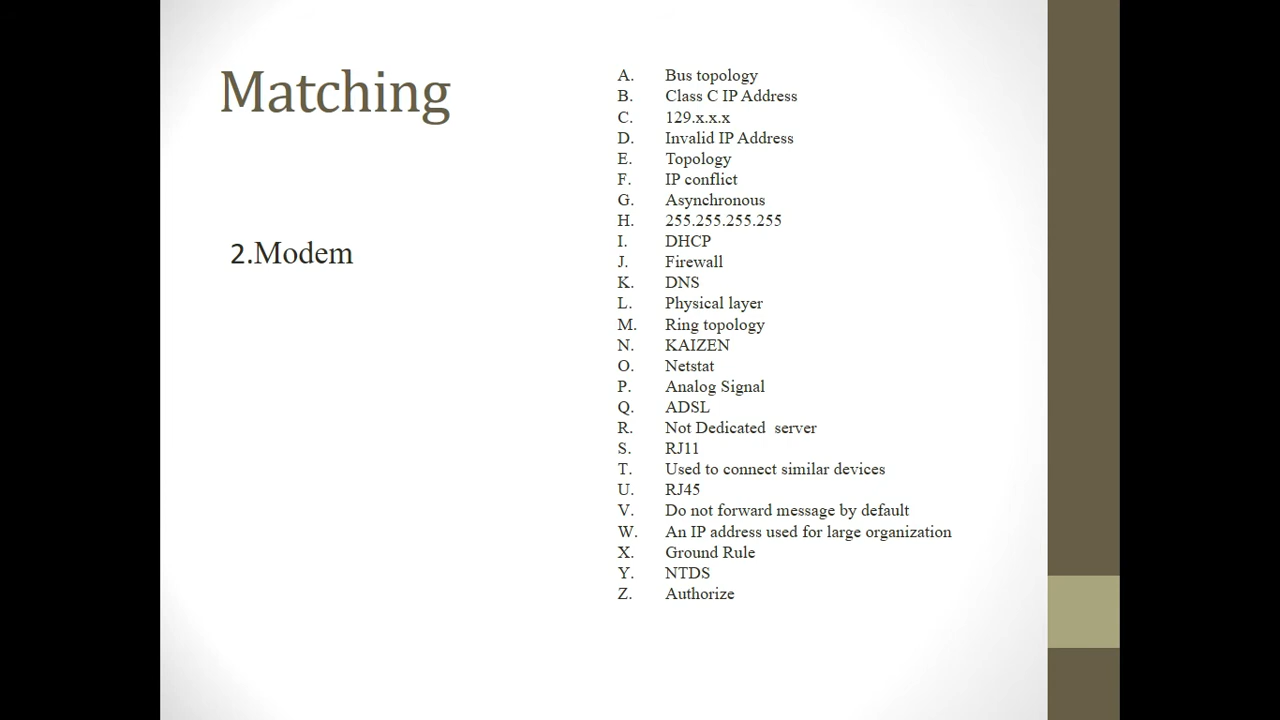 Matching
2.Modem
A. Bus topology
B. Class C IP Address
C. 129.x.x.x
D. Invalid IP Address
E. Topology
F. IP conflict
G. Asynchronous
H. 255.255.255.255
I. DHCP
J. Firewall
K. DNS
L. Physical layer
M. Ring topology
N. KAIZEN
O. Netstat
P. Analog Signal
Q. ADSL
R. Not Dedicated server
S. RJ11
T. Used to connect similar devices
U. RJ45
V. Do not forward message by default
W. An IP address used for large organization
X. Ground Rule
Y. NTDS
Z. Authorize